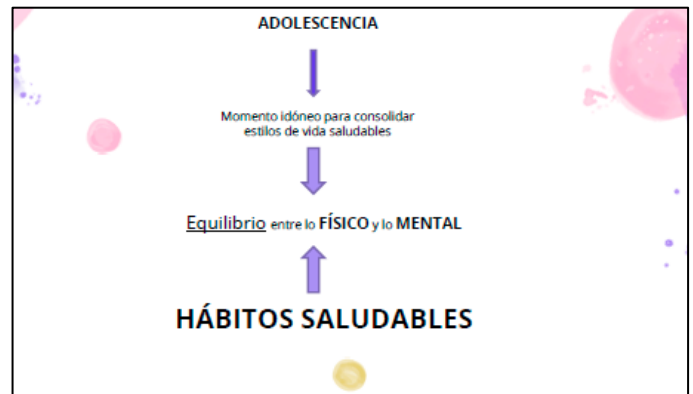 ADOLESCENCIA
Momento idóneo para consolidar
estilos de vida saludables
Equilibrio entre lo FÍSICO y lo MENTAL
HÁBITOS SALUDABLES